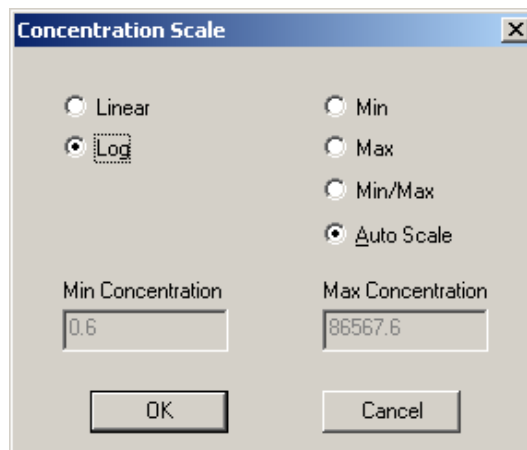 Concentration Scale
Linear Min
Log Max
Min/Max
Auto Scale
Min Concentration Max Concentration
0.6 86567.6
OK Cancel